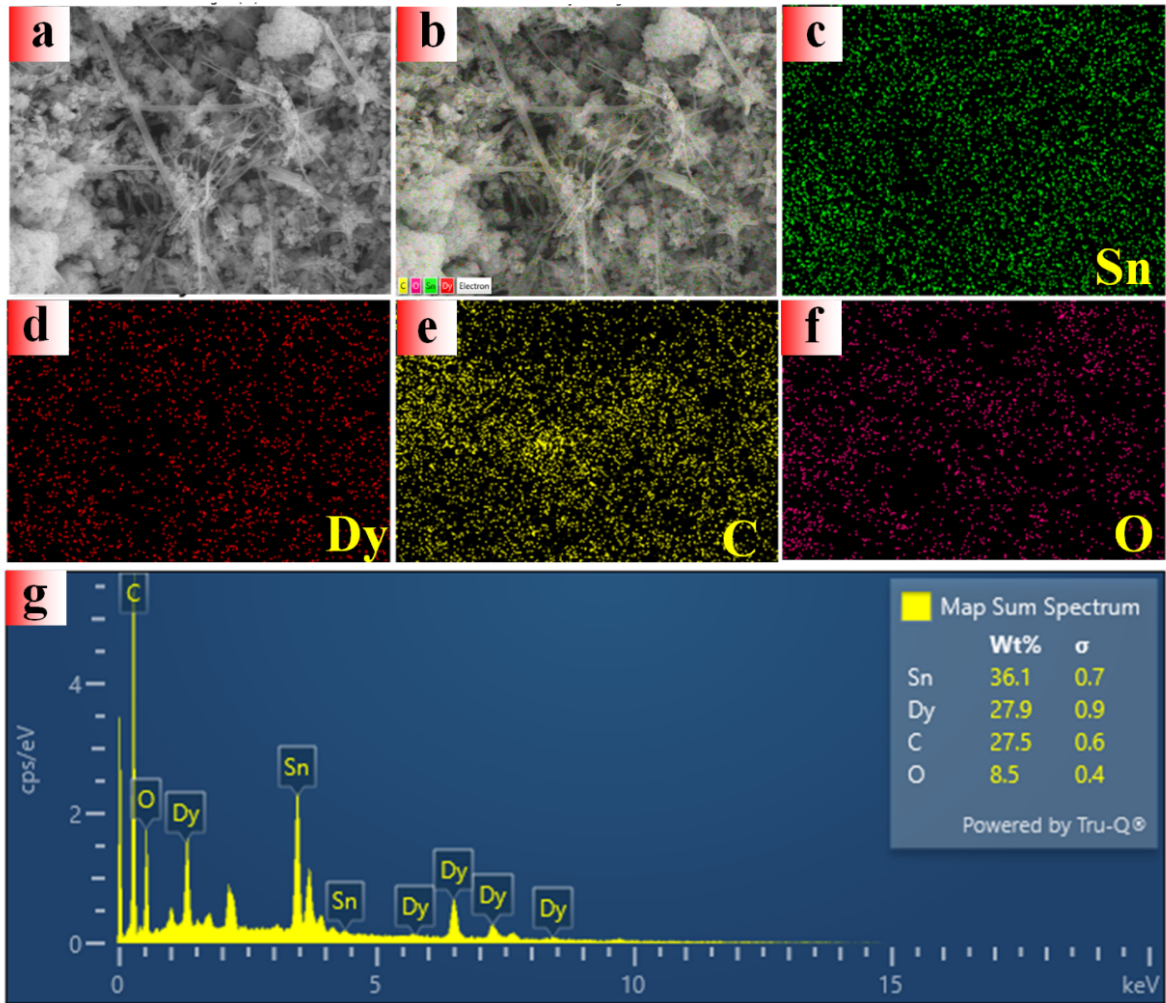 a
b
c
C O Sn Dy Electron
Sn
d
e
f
Dy
C
O
g
Map Sum Spectrum
Wt% σ
Sn 36.1 0.7
Dy 27.9 0.9
C 27.5 0.6
O 8.5 0.4
Powered by Tru-Q®
C
O
Dy
Sn
Sn
Dy
Dy
Dy
Dy
cps/eV
4
2
0
0 5 10 15 keV